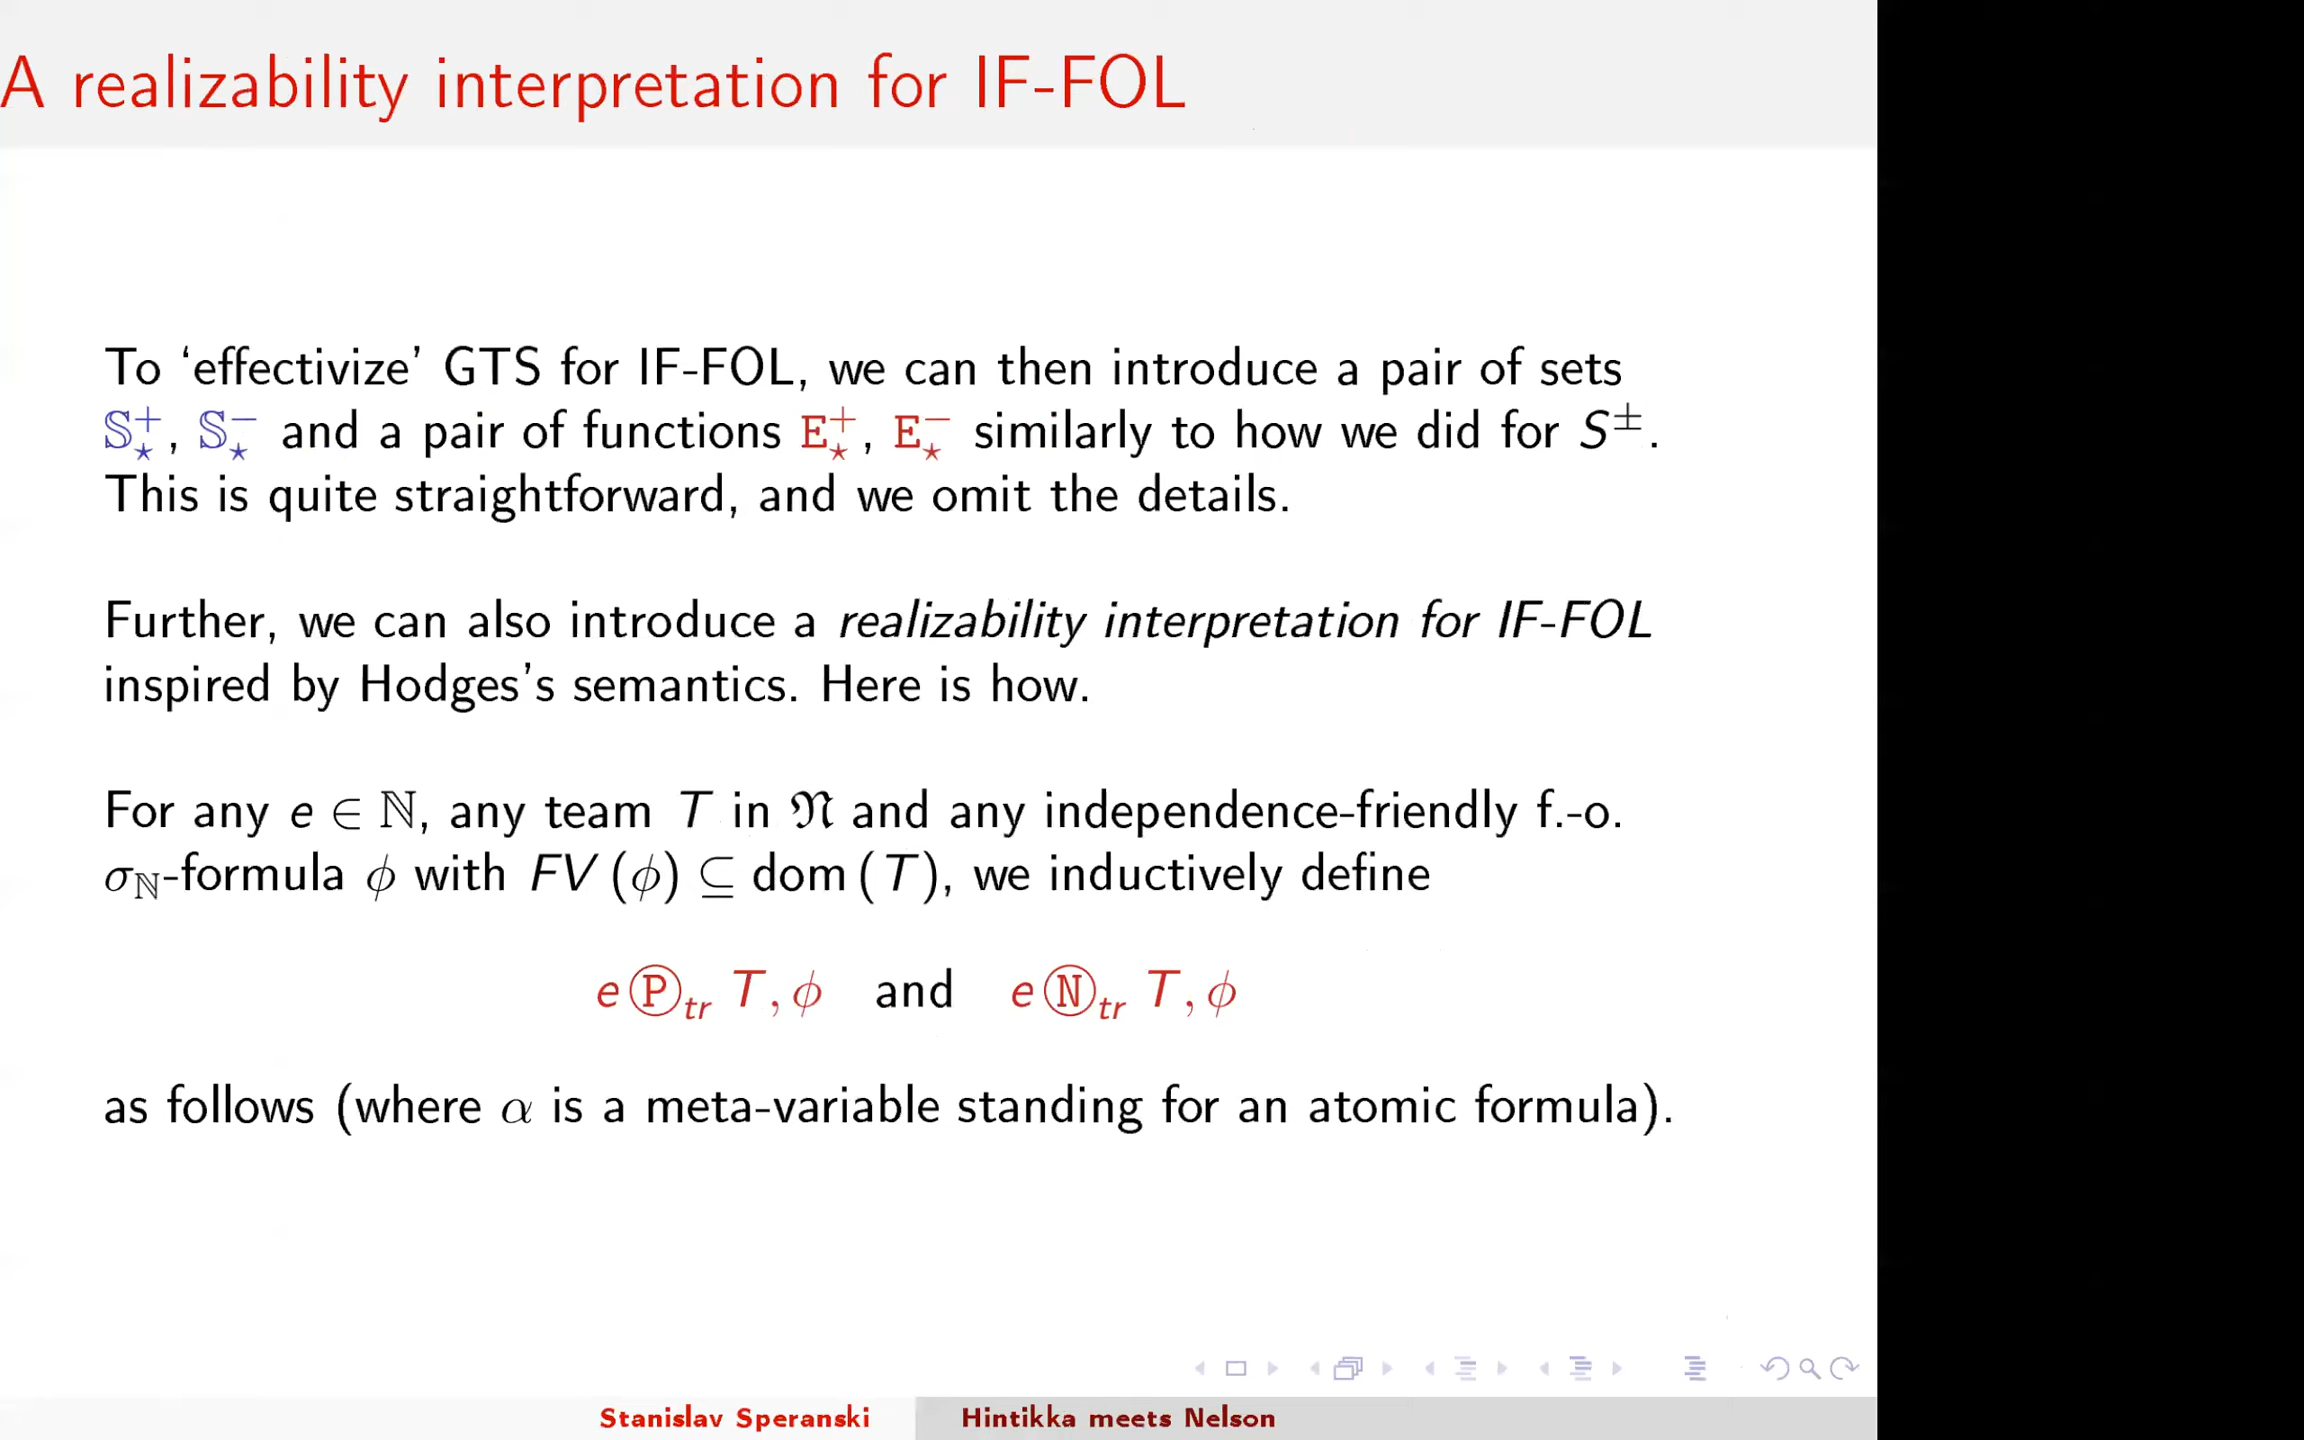 A realizability interpretation for IF-FOL
To ‘effectivize’ GTS for IF-FOL, we can then introduce a pair of sets
𝕊⋆⁺, 𝕊⋆⁻ and a pair of functions E⋆⁺, E⋆⁻ similarly to how we did for S±.
This is quite straightforward, and we omit the details.
Further, we can also introduce a realizability interpretation for IF-FOL
inspired by Hodges’s semantics. Here is how.
For any e ∈ ℕ, any team T in 𝔑 and any independence-friendly f.-o.
σ_ℕ-formula ϕ with FV (ϕ) ⊆ dom (T), we inductively define
e Ⓟ_tr T, ϕ and e Ⓝ_tr T, ϕ
as follows (where α is a meta-variable standing for an atomic formula).
Stanislav Speranski Hintikka meets Nelson